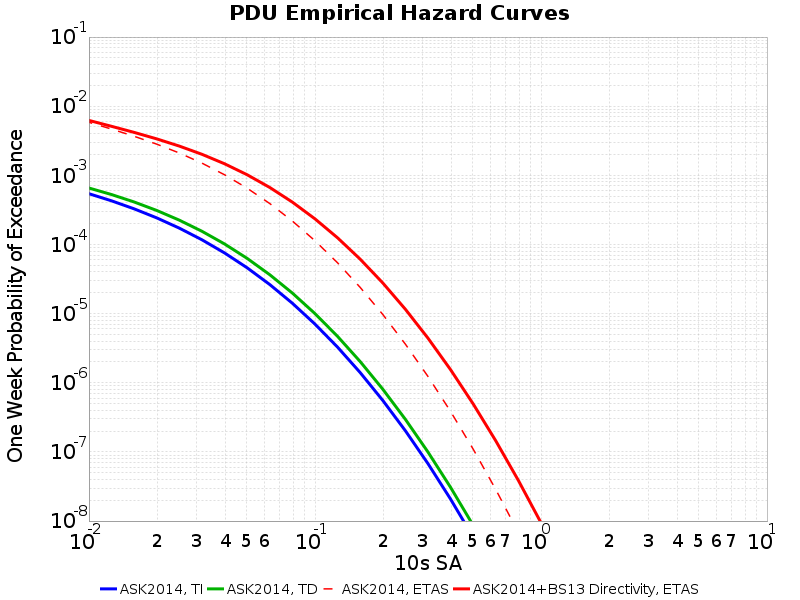 PDU Empirical Hazard Curves
One Week Probability of Exceedance
10^-1
10^-2
10^-3
10^-4
10^-5
10^-6
10^-7
10^-8
10^-2 2 3 4 5 6 10^-1 2 3 4 5 6 7 10^0 2 3 4 5 6 7 10^1
10s SA
ASK2014, TI ASK2014, TD ASK2014, ETAS ASK2014+BS13 Directivity, ETAS